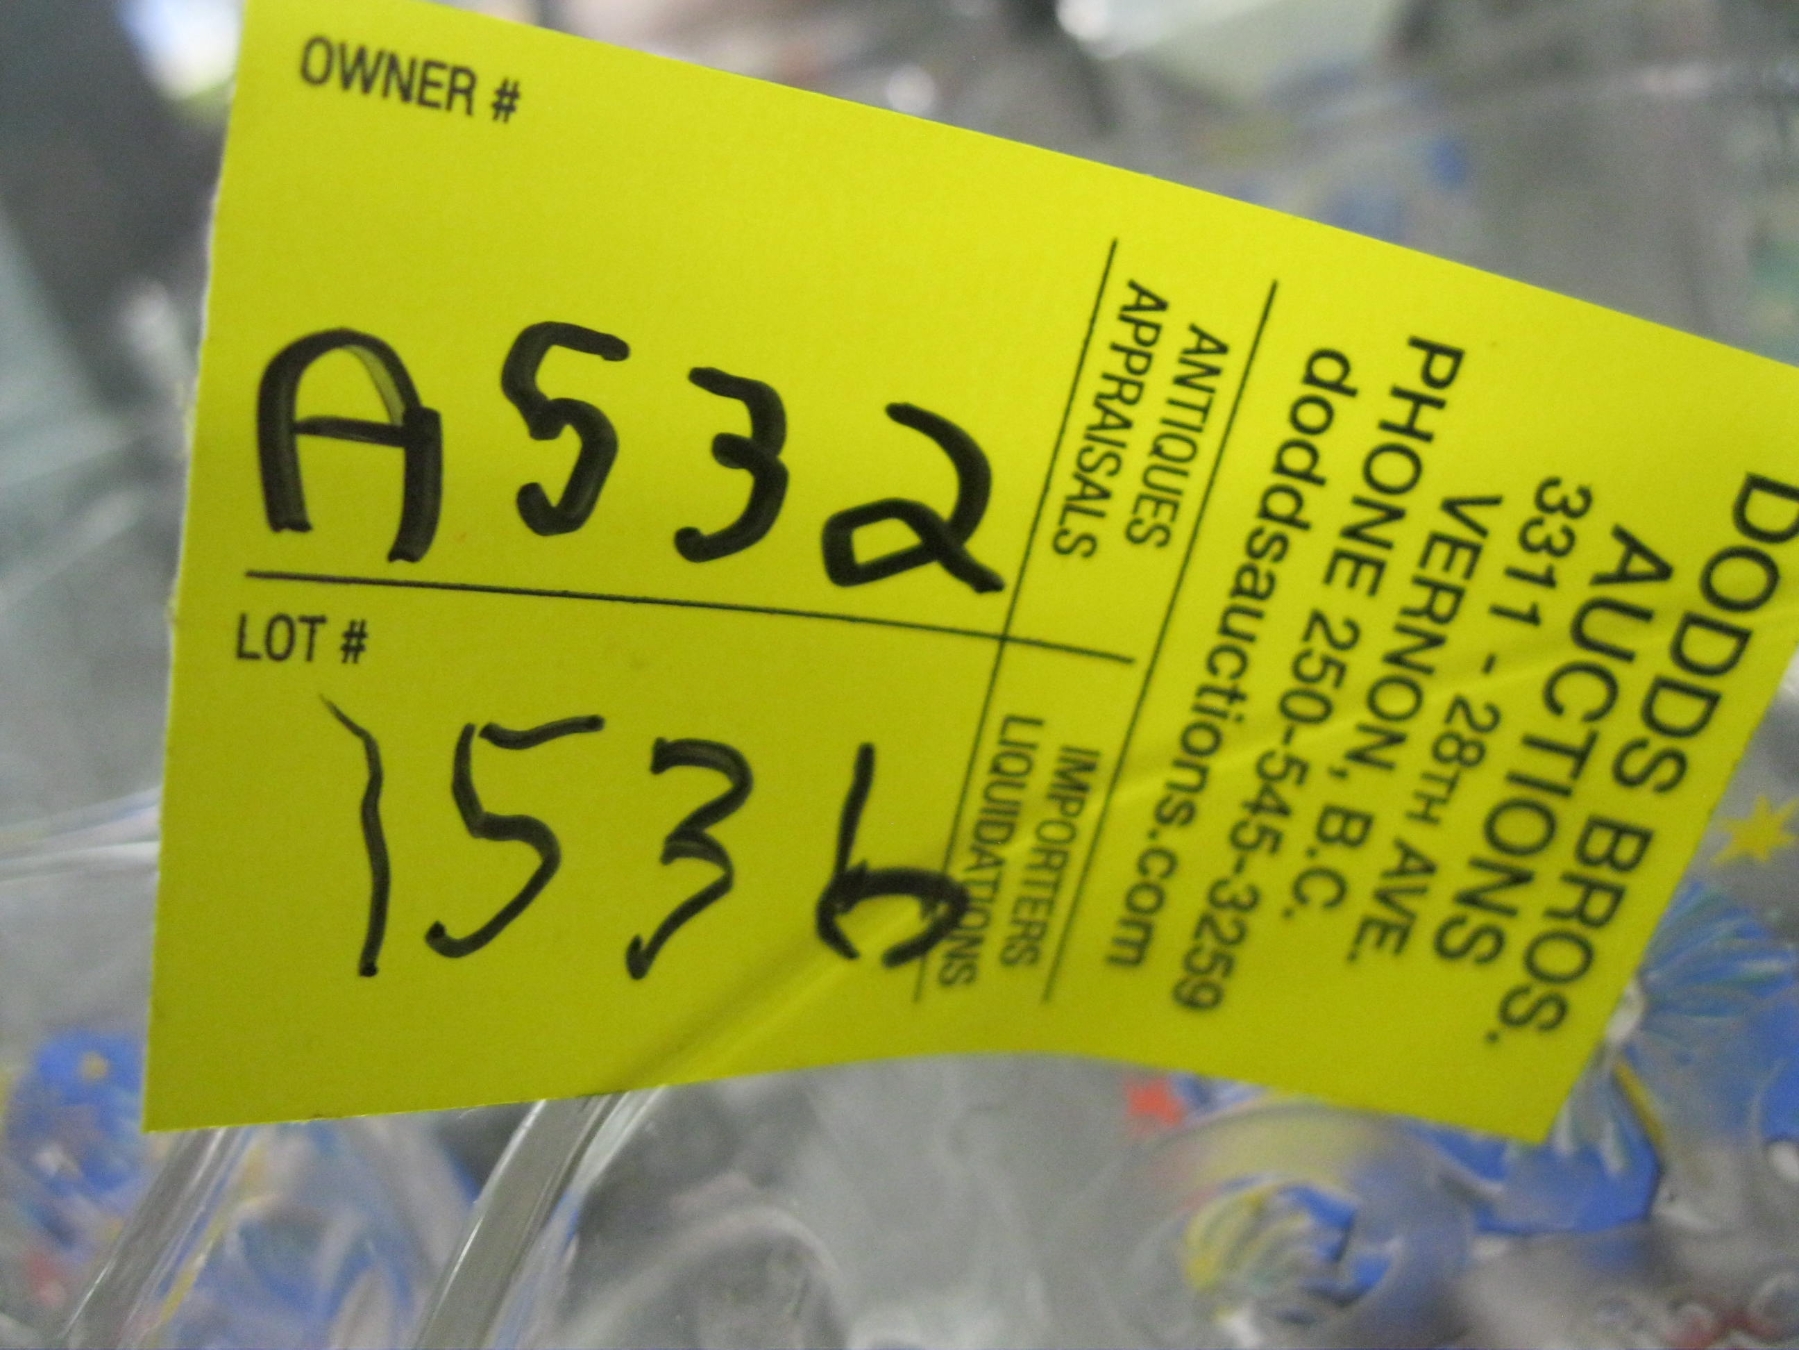 OWNER #
A532
LOT #
1536
ANTIQUES
APPRAISALS
IMPORTERS
LIQUIDATIONS
DODDS BROS.
AUCTIONS
3311 - 28TH AVE.
VERNON, B.C.
PHONE 250-545-3259
doddsauctions.com